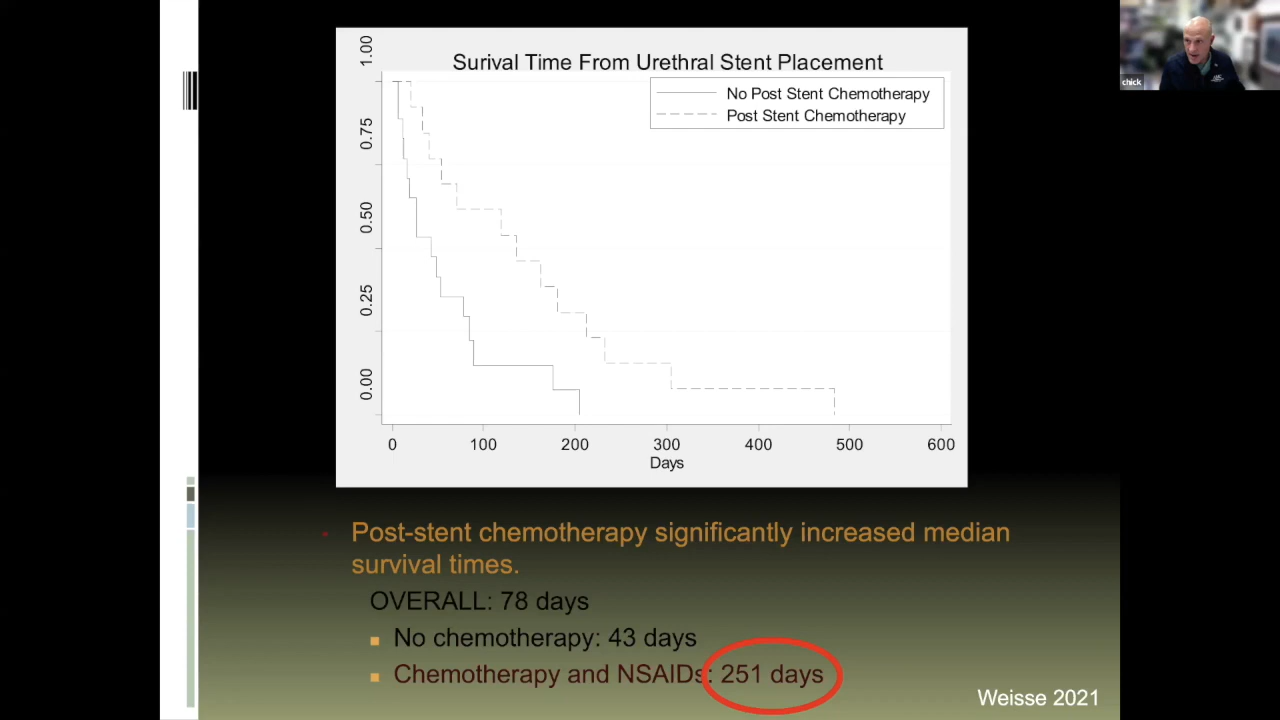 Surival Time From Urethral Stent Placement
No Post Stent Chemotherapy
Post Stent Chemotherapy
1.00
0.75
0.50
0.25
0.00
0 100 200 300 400 500 600
Days
Post-stent chemotherapy significantly increased median
survival times.
OVERALL: 78 days
No chemotherapy: 43 days
Chemotherapy and NSAIDs: 251 days
Weisse 2021
chick